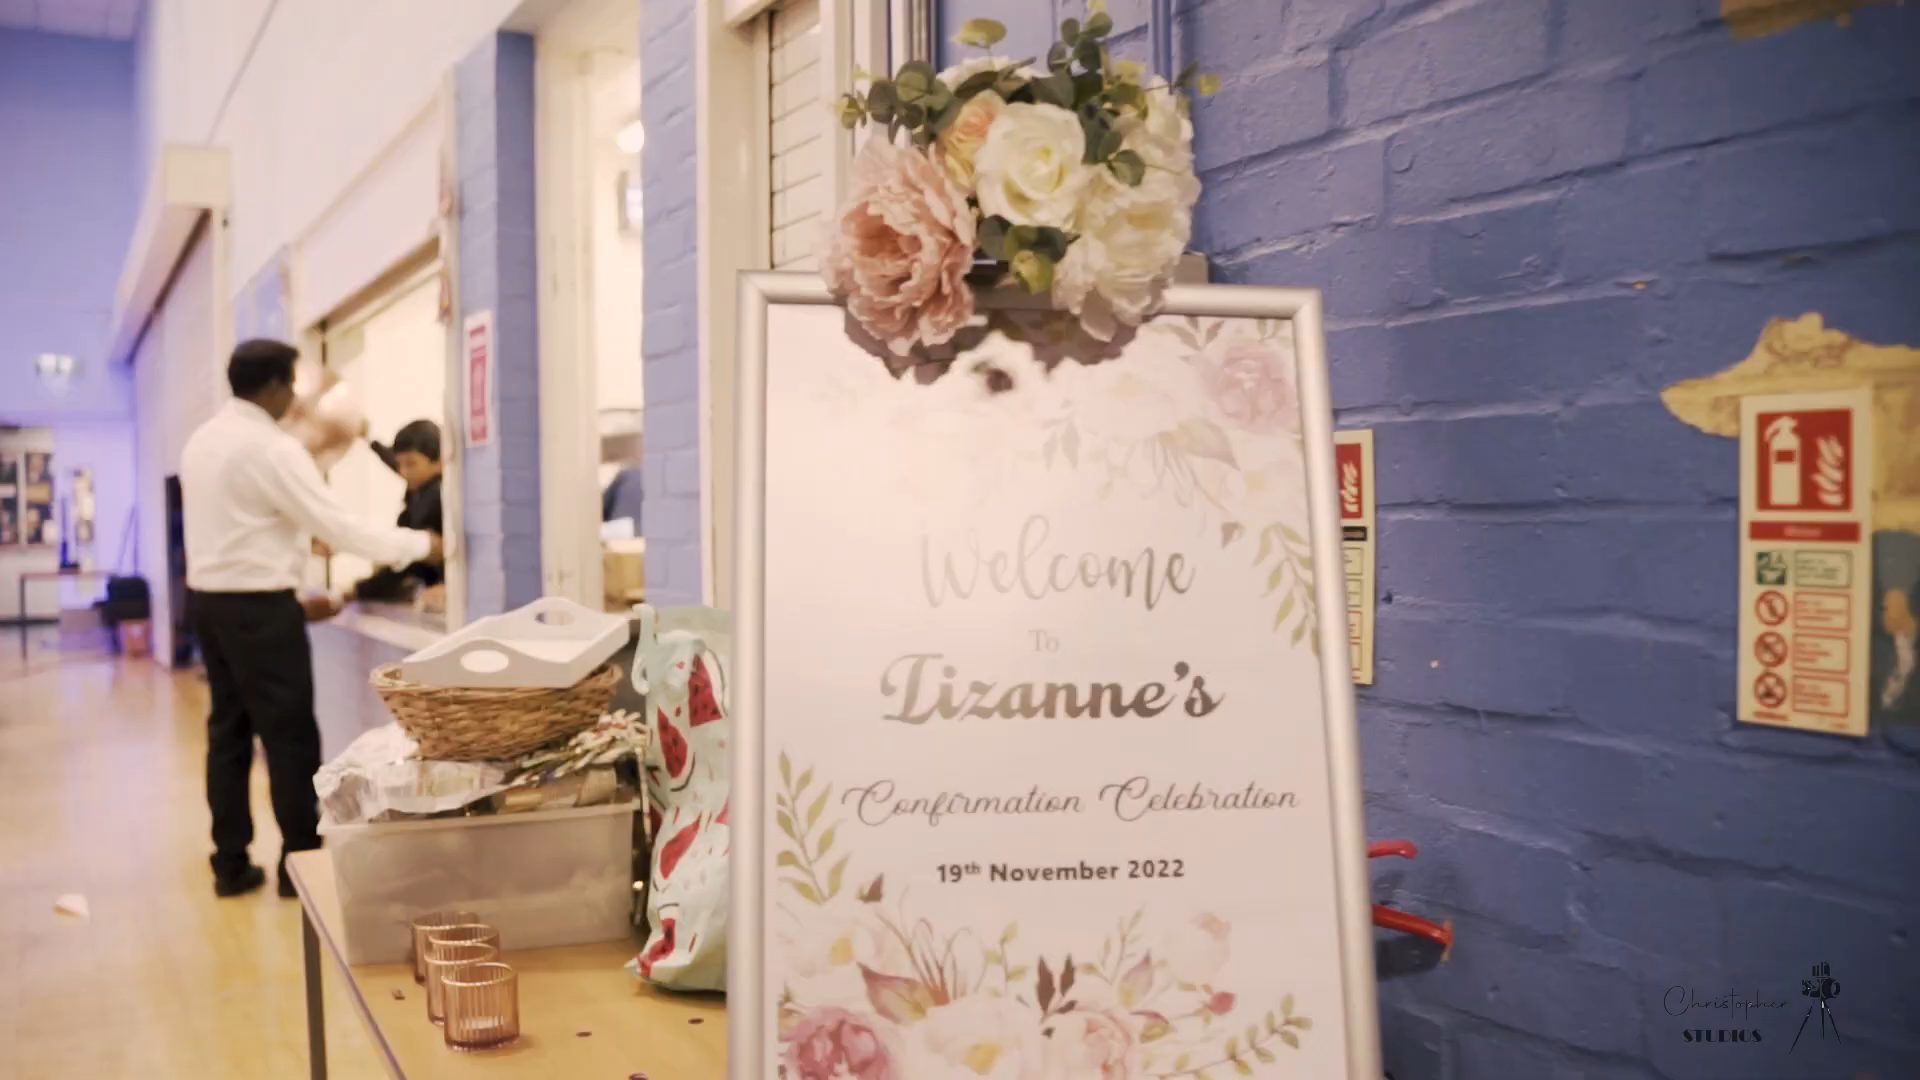 Welcome
To
Lizanne's
Confirmation Celebration
19th November 2022
Christopher
STUDIOS